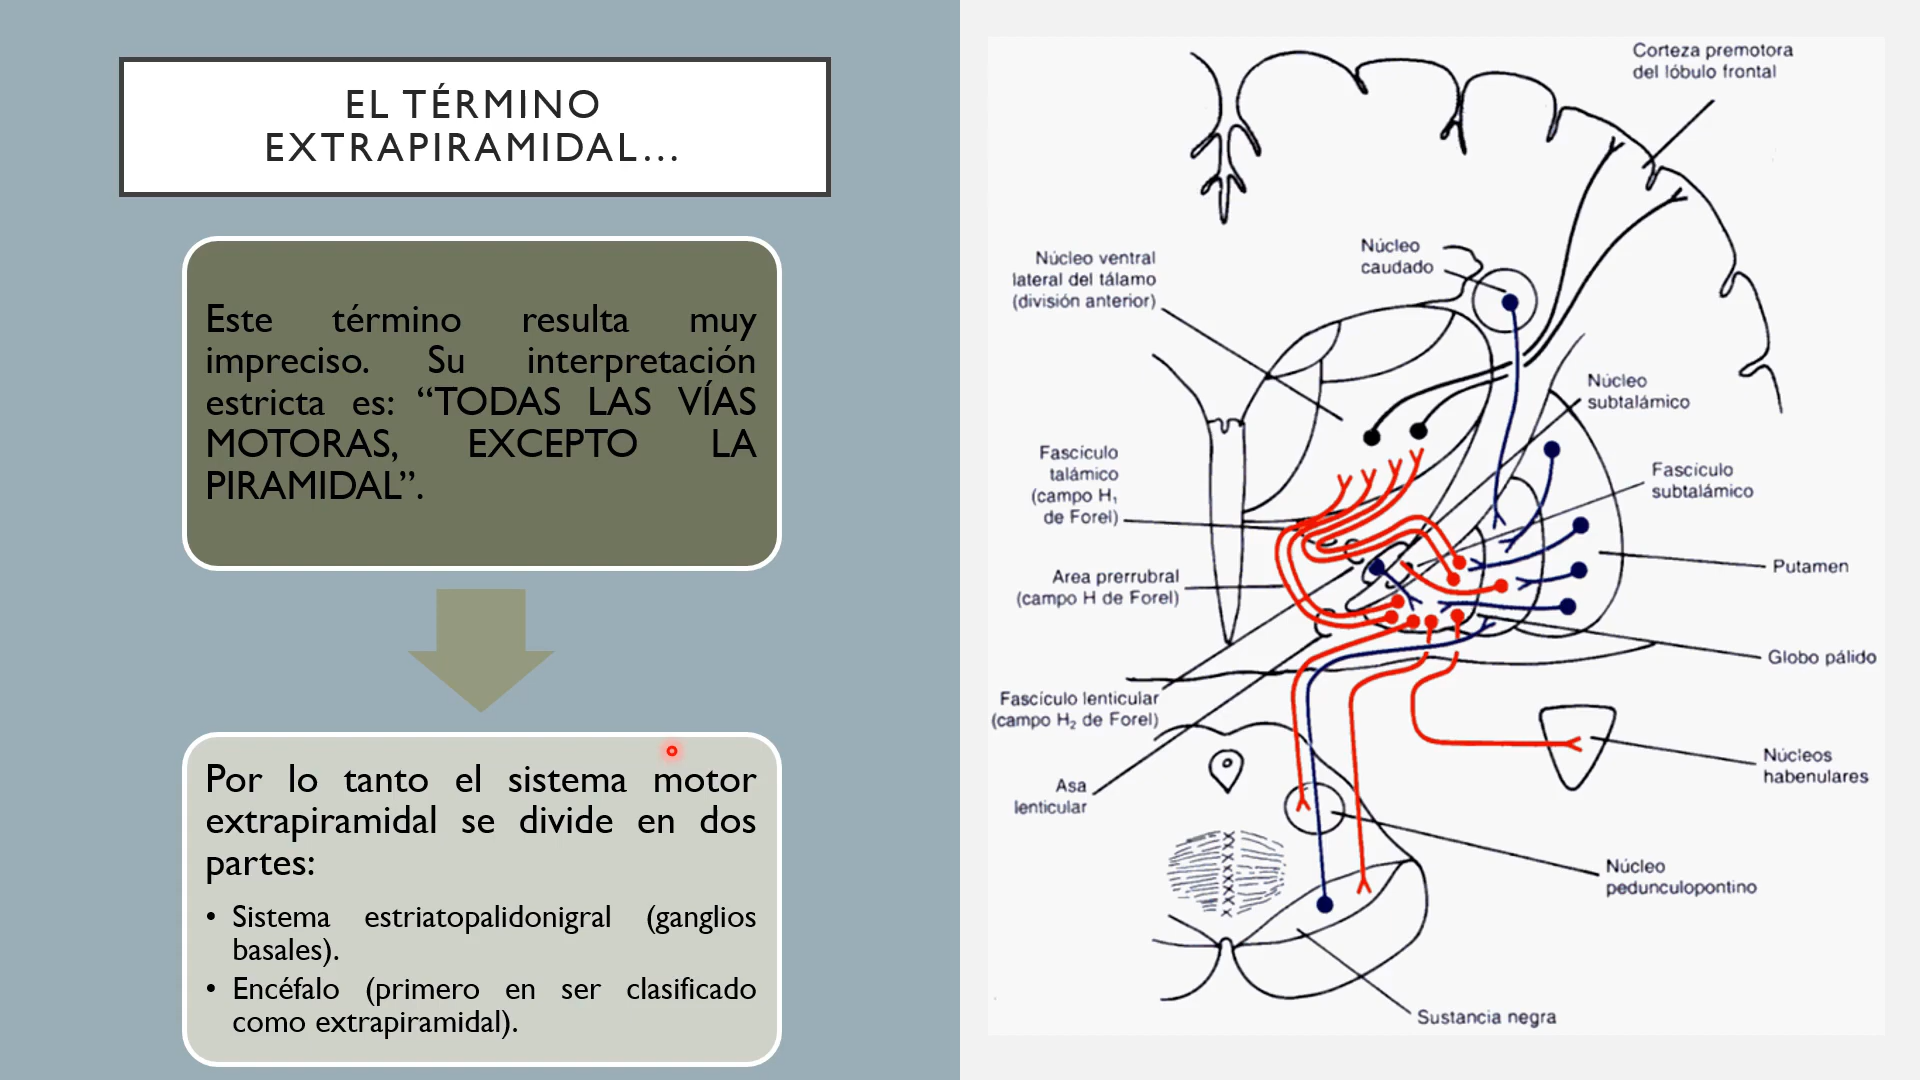 EL TÉRMINO
EXTRAPIRAMIDAL...
Este término resulta muy
impreciso. Su interpretación
estricta es: “TODAS LAS VÍAS
MOTORAS, EXCEPTO LA
PIRAMIDAL”.
Por lo tanto el sistema motor
extrapiramidal se divide en dos
partes:
• Sistema estriatopalidonigral (ganglios
basales).
• Encéfalo (primero en ser clasificado
como extrapiramidal).
Corteza premotora
del lóbulo frontal
Núcleo
caudado
Núcleo ventral
lateral del tálamo
(división anterior)
Núcleo
subtalámico
Fascículo
talámico
(campo H₁
de Forel)
Fascículo
subtalámico
Putamen
Area prerrubral
(campo H de Forel)
Globo pálido
Fascículo lenticular
(campo H₂ de Forel)
Núcleos
habenulares
Asa
lenticular
Núcleo
pedunculopontino
Sustancia negra